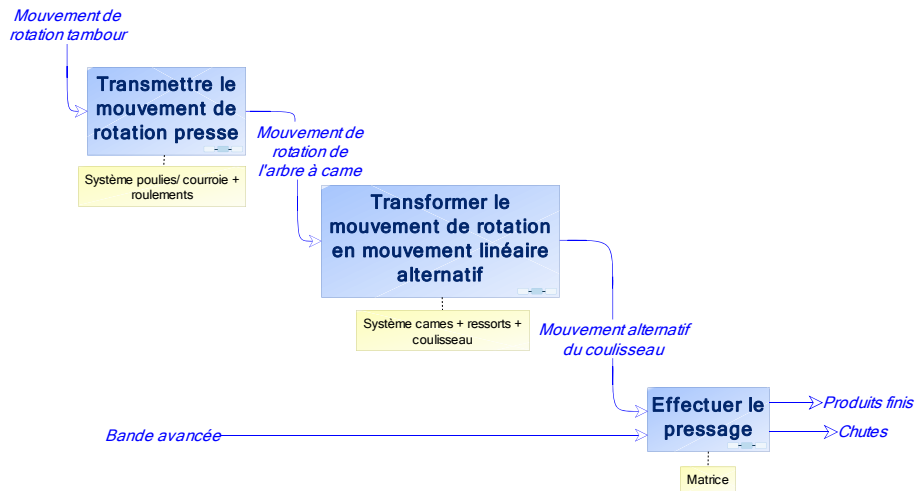 Mouvement de
rotation tambour
Transmettre le
mouvement de
rotation presse
Système poulies/ courroie +
roulements
Mouvement de
rotation de
l'arbre à came
Transformer le
mouvement de rotation
en mouvement linéaire
alternatif
Système cames + ressorts +
coulisseau
Mouvement alternatif
du coulisseau
Effectuer le
pressage
Produits finis
Chutes
Bande avancée
Matrice